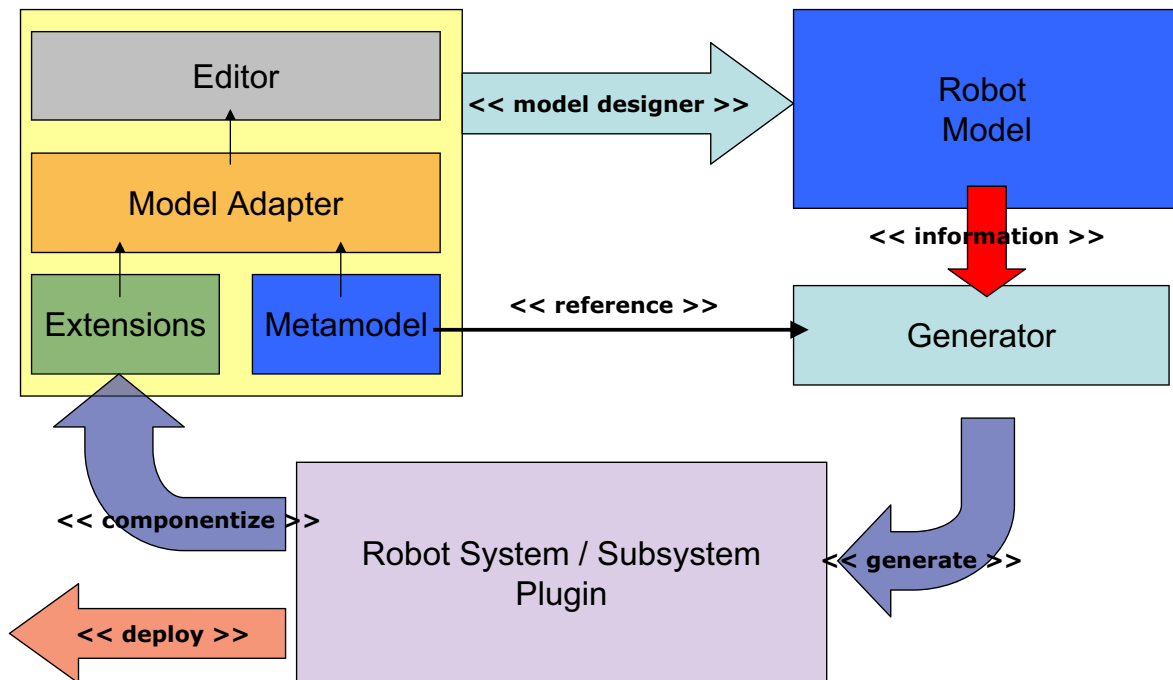 Editor
<< model designer >>
Robot
Model
Model Adapter
<< information >>
Extensions
Metamodel
<< reference >>
Generator
<< componentize >>
Robot System / Subsystem
Plugin
<< generate >>
<< deploy >>